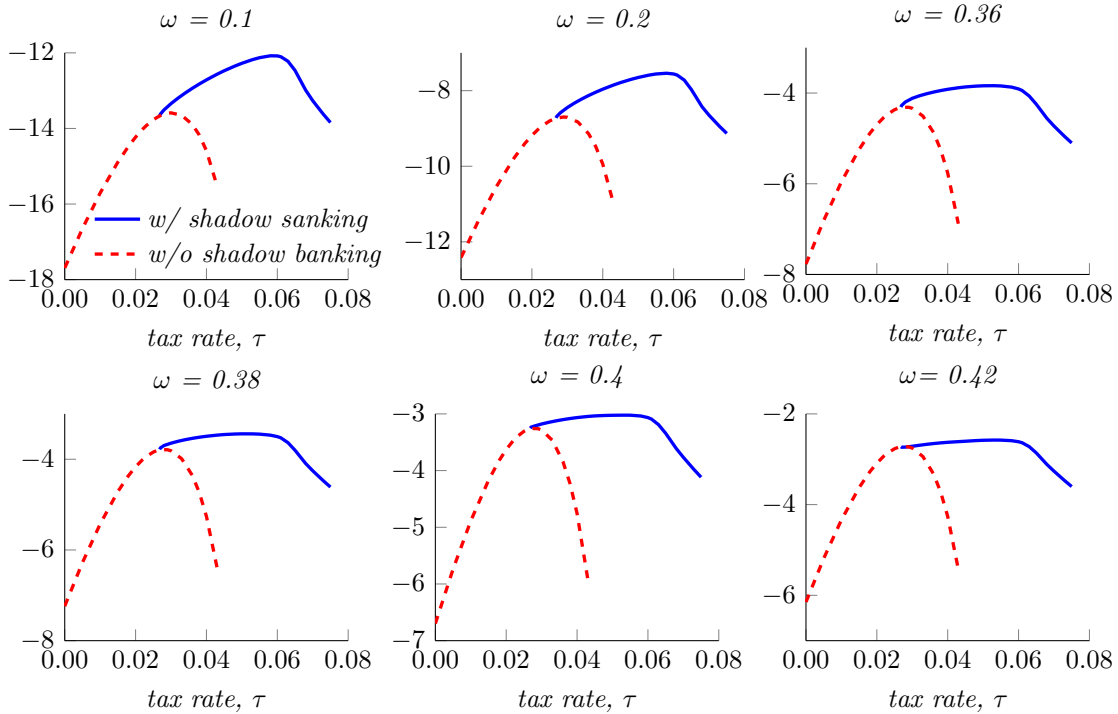 ω = 0.1
−12
−14
−16
−18
0.00 0.02 0.04 0.06 0.08
tax rate, τ
w/ shadow sanking
w/o shadow banking
ω = 0.2
−8
−10
−12
0.00 0.02 0.04 0.06 0.08
tax rate, τ
ω = 0.36
−4
−6
−8
0.00 0.02 0.04 0.06 0.08
tax rate, τ
ω = 0.38
−4
−6
−8
0.00 0.02 0.04 0.06 0.08
tax rate, τ
ω = 0.4
−3
−4
−5
−6
−7
0.00 0.02 0.04 0.06 0.08
tax rate, τ
ω= 0.42
−2
−4
−6
0.00 0.02 0.04 0.06 0.08
tax rate, τ